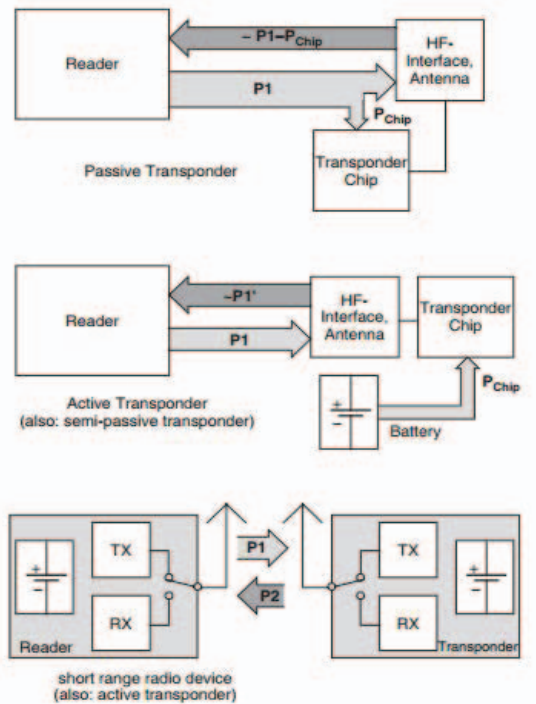 ~ P1–PChip
Reader
HF-
Interface,
Antenna
P1
PChip
Transponder
Chip
Passive Transponder
~P1'
Reader
HF-
Interface,
Antenna
Transponder
Chip
P1
PChip
Active Transponder
(also: semi-passive transponder)
+
–
Battery
TX
P1
TX
+
–
+
–
P2
RX
RX
Reader
Transponder
short range radio device
(also: active transponder)